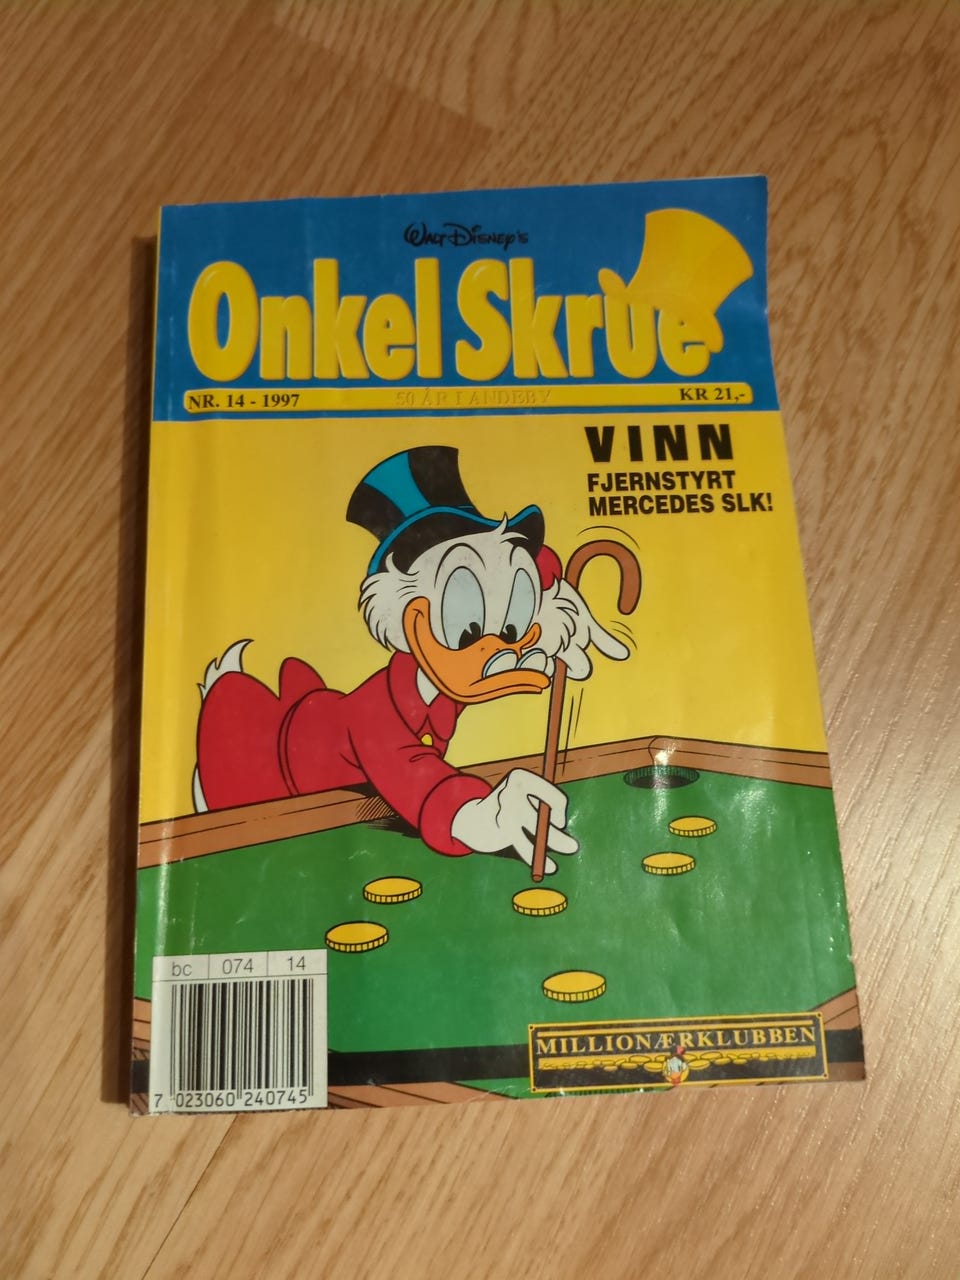 Walt Disney's
Onkel Skrue
NR. 14 - 1997 50 ÅR I ANDEBY KR 21,-
VINN
FJERNSTYRT
MERCEDES SLK!
bc 074 14
7 023060 240745
MILLIONÆRKLUBBEN